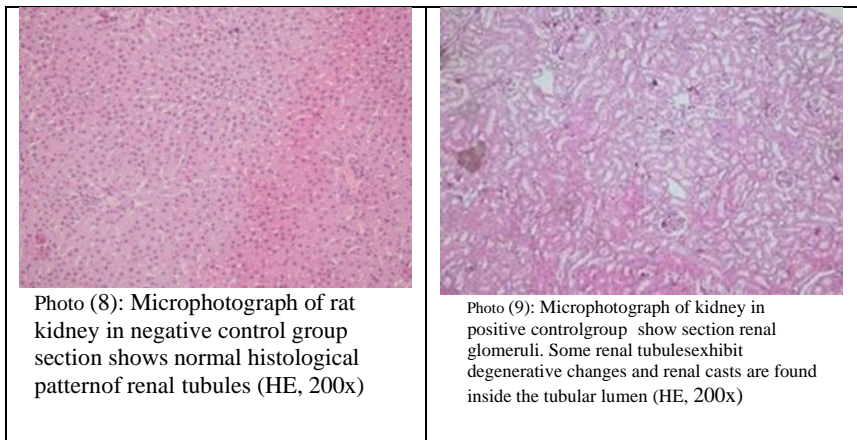 Photo (8): Microphotograph of rat
kidney in negative control group
section shows normal histological
patternof renal tubules (HE, 200x)
Photo (9): Microphotograph of kidney in
positive controlgroup show section renal
glomeruli. Some renal tubulesexhibit
degenerative changes and renal casts are found
inside the tubular lumen (HE, 200x)